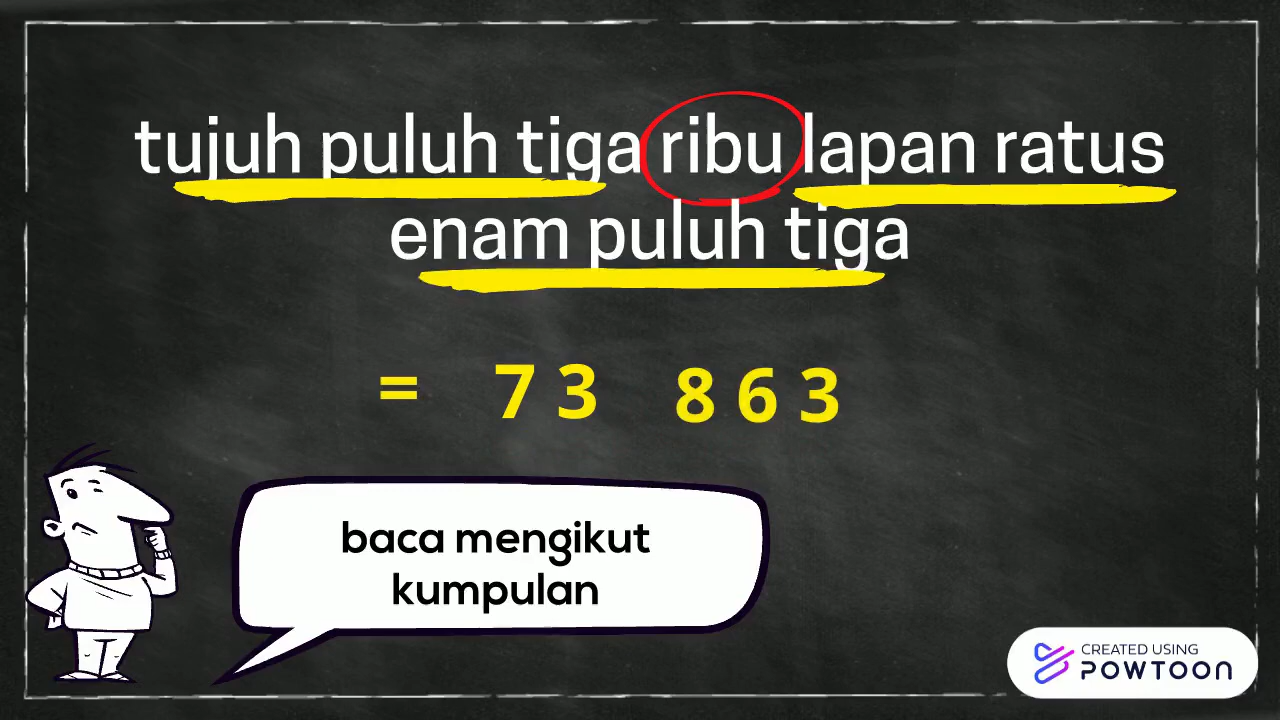 tujuh puluh tiga ribu lapan ratus
enam puluh tiga
= 73 863
baca mengikut
kumpulan
CREATED USING
POWTOON